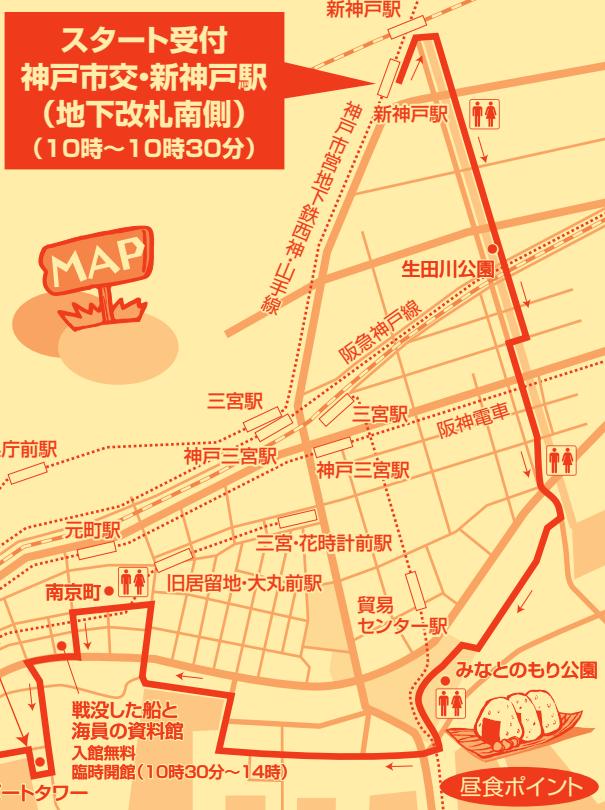 新神戸駅
スタート受付
神戸市交・新神戸駅
（地下改札南側）
（10時～10時30分）
新神戸駅
神戸市営地下鉄西神・山手線
MAP
生田川公園
阪急神戸線
三宮駅
三宮駅
阪神電車
庁前駅
神戸三宮駅
神戸三宮駅
元町駅
三宮・花時計前駅
旧居留地・大丸前駅
南京町
貿易
センター駅
みなとのもり公園
戦没した船と
海員の資料館
入館無料
臨時開館（10時30分～14時）
ートタワー
昼食ポイント